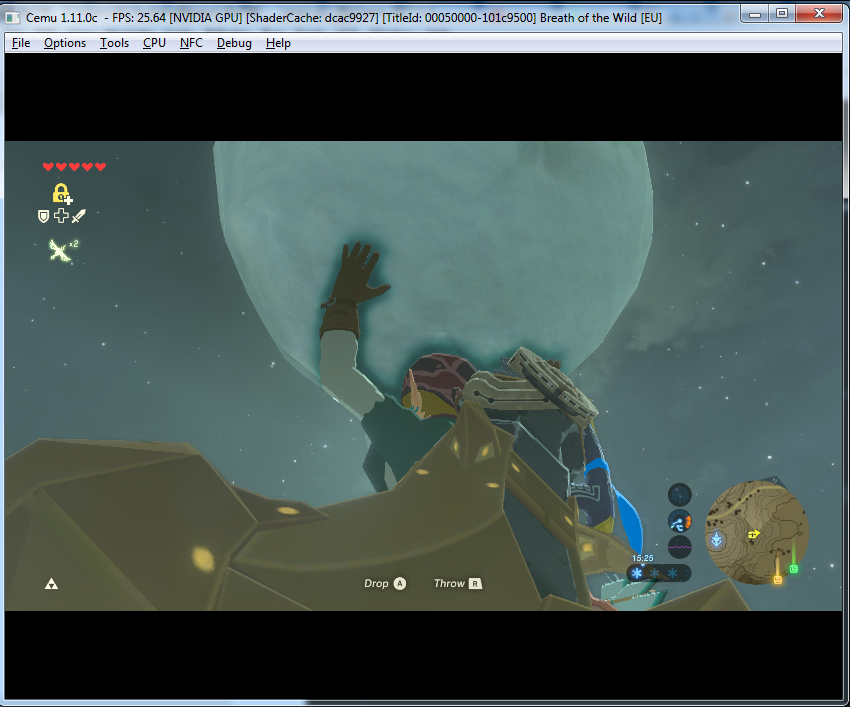 Cemu 1.11.0c - FPS: 25.64 [NVIDIA GPU] [ShaderCache: dcac9927] [TitleId: 00050000-101c9500] Breath of the Wild [EU]
File Options Tools CPU NFC Debug Help
x2
15:25
Drop A Throw R